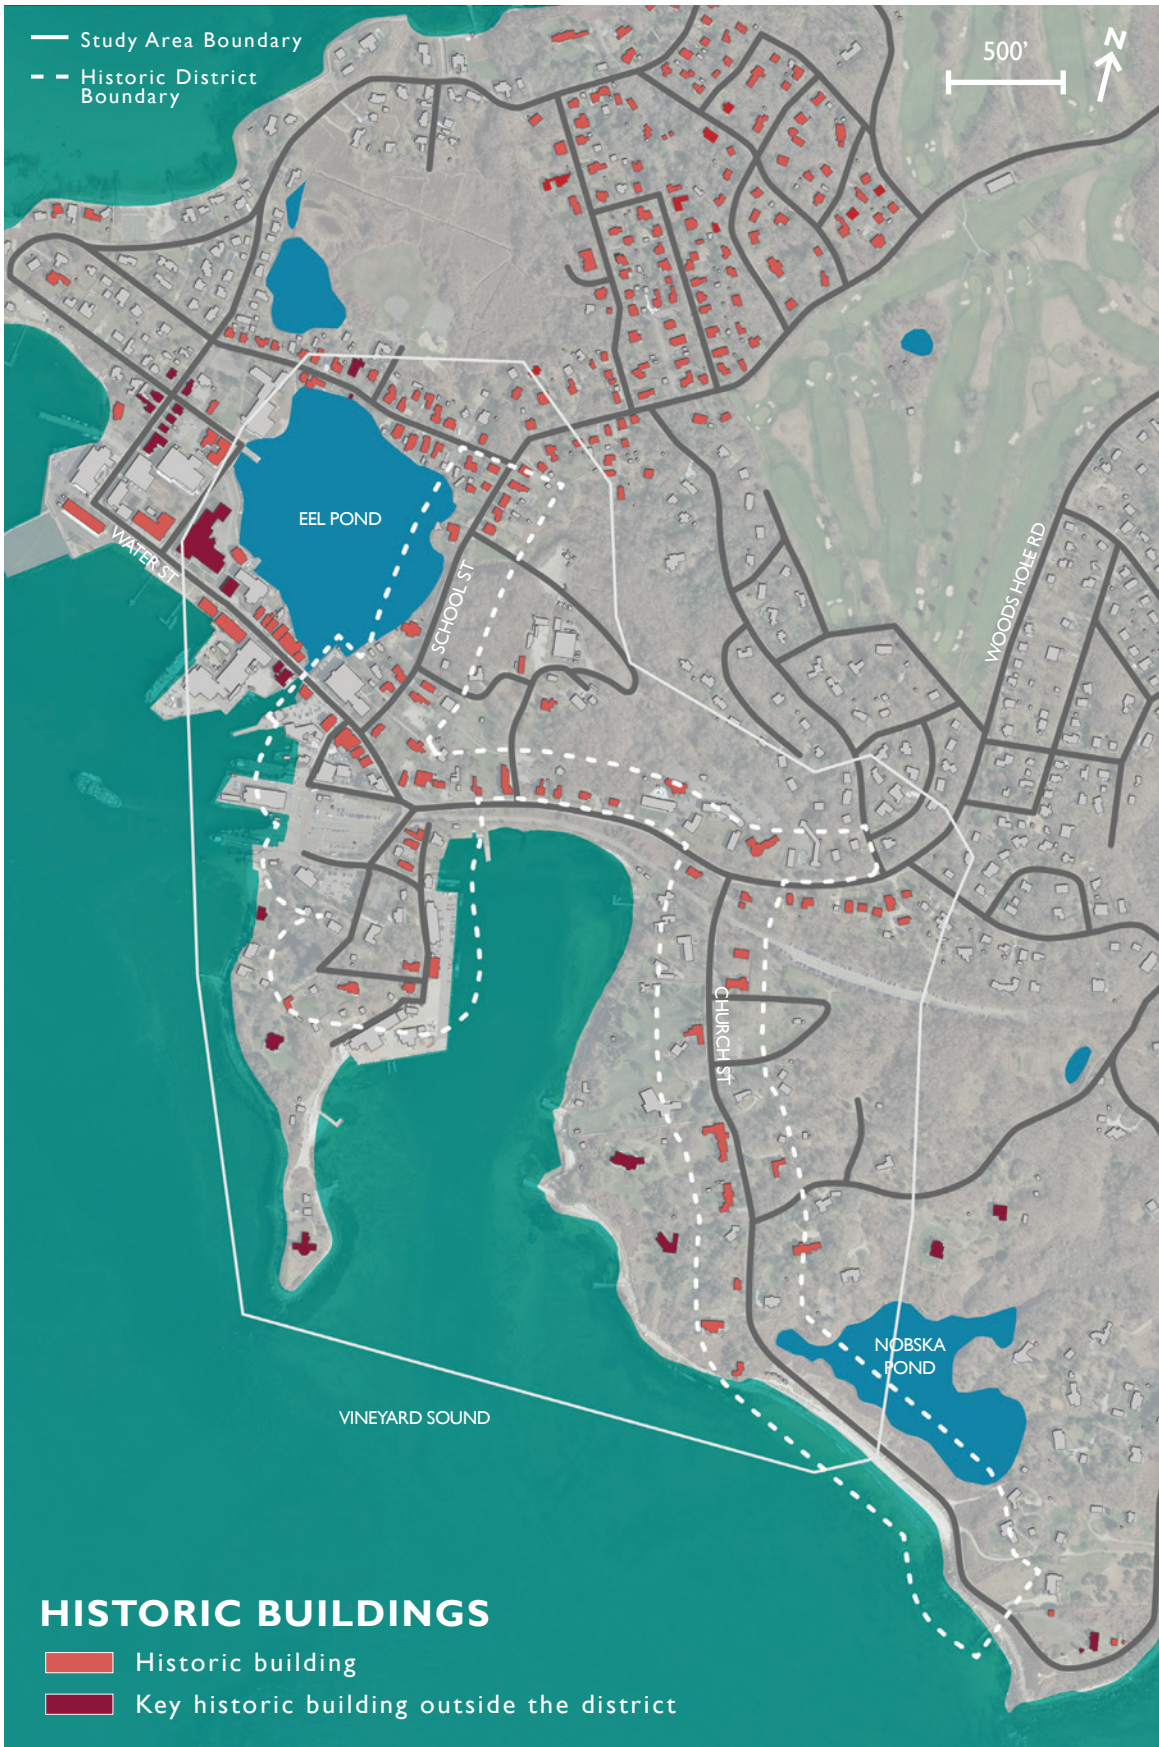 Study Area Boundary
Historic District
Boundary
500'
N
EEL POND
WATER ST
SCHOOL ST
WOODS HOLE RD
CHURCH ST
NOBSKA
POND
VINEYARD SOUND
HISTORIC BUILDINGS
Historic building
Key historic building outside the district